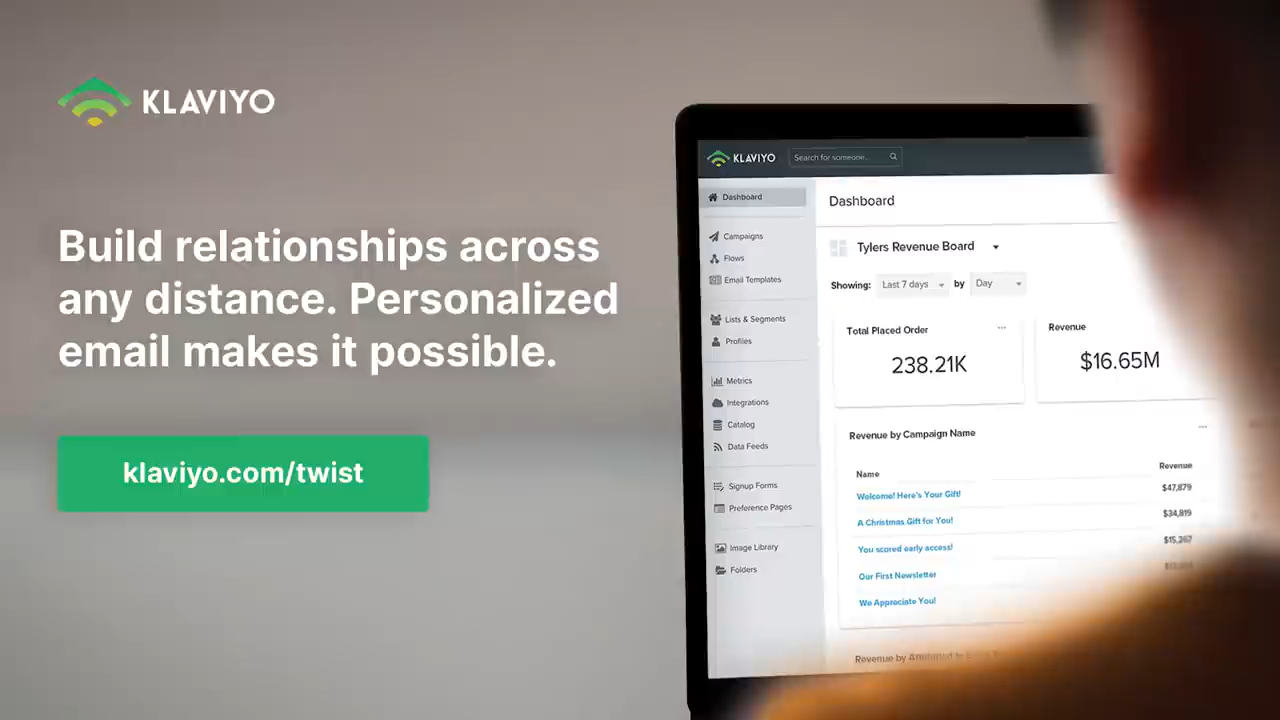 KLAVIYO
Build relationships across
any distance. Personalized
email makes it possible.
klaviyo.com/twist
KLAVIYO
Search for someone...
Dashboard
Campaigns
Flows
Email Templates
Lists & Segments
Profiles
Metrics
Integrations
Catalog
Data Feeds
Signup Forms
Preference Pages
Image Library
Folders
Dashboard
Tylers Revenue Board
Showing: Last 7 days by Day
Total Placed Order
238.21K
Revenue
$16.65M
Revenue by Campaign Name
Name Revenue
Welcome! Here's Your Gift! $47,879
A Christmas Gift for You! $34,819
You scored early access! $15,267
Our First Newsletter
We Appreciate You!
Revenue by